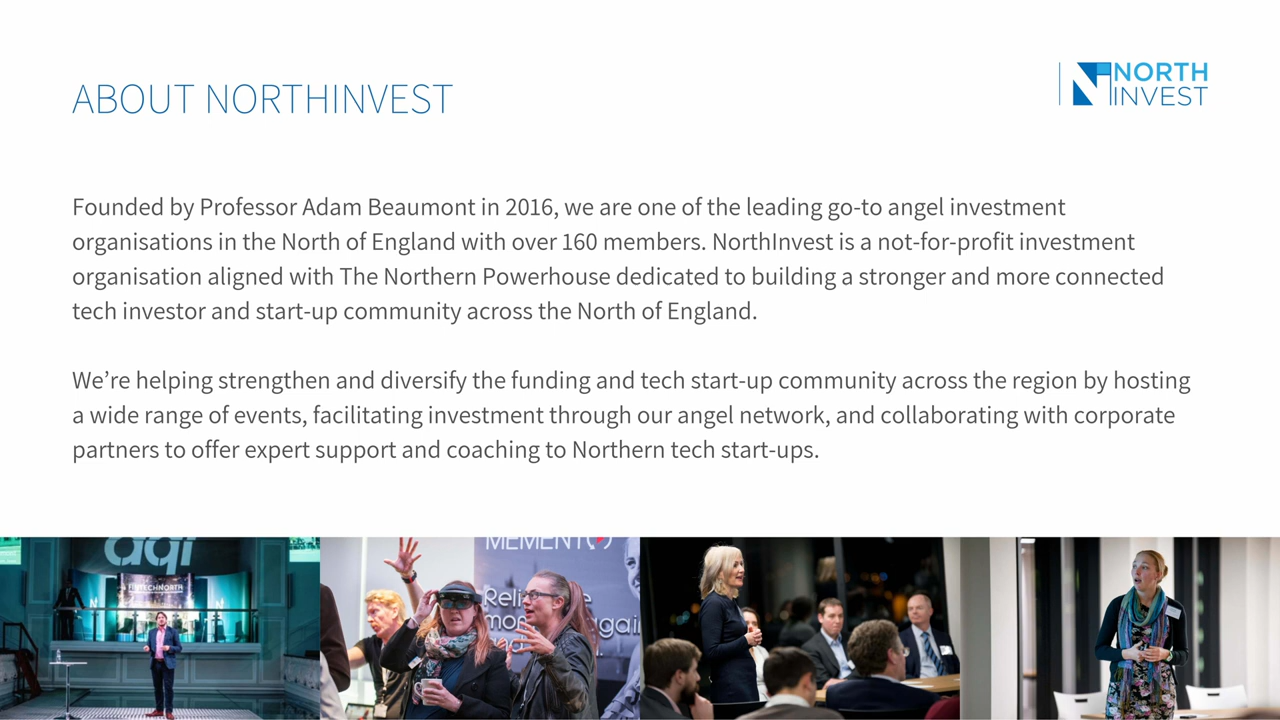 ABOUT NORTHINVEST
NORTH
INVEST
Founded by Professor Adam Beaumont in 2016, we are one of the leading go-to angel investment
organisations in the North of England with over 160 members. NorthInvest is a not-for-profit investment
organisation aligned with The Northern Powerhouse dedicated to building a stronger and more connected
tech investor and start-up community across the North of England.
We’re helping strengthen and diversify the funding and tech start-up community across the region by hosting
a wide range of events, facilitating investment through our angel network, and collaborating with corporate
partners to offer expert support and coaching to Northern tech start-ups.
aql
FINTECHNORTH
MEMENTO